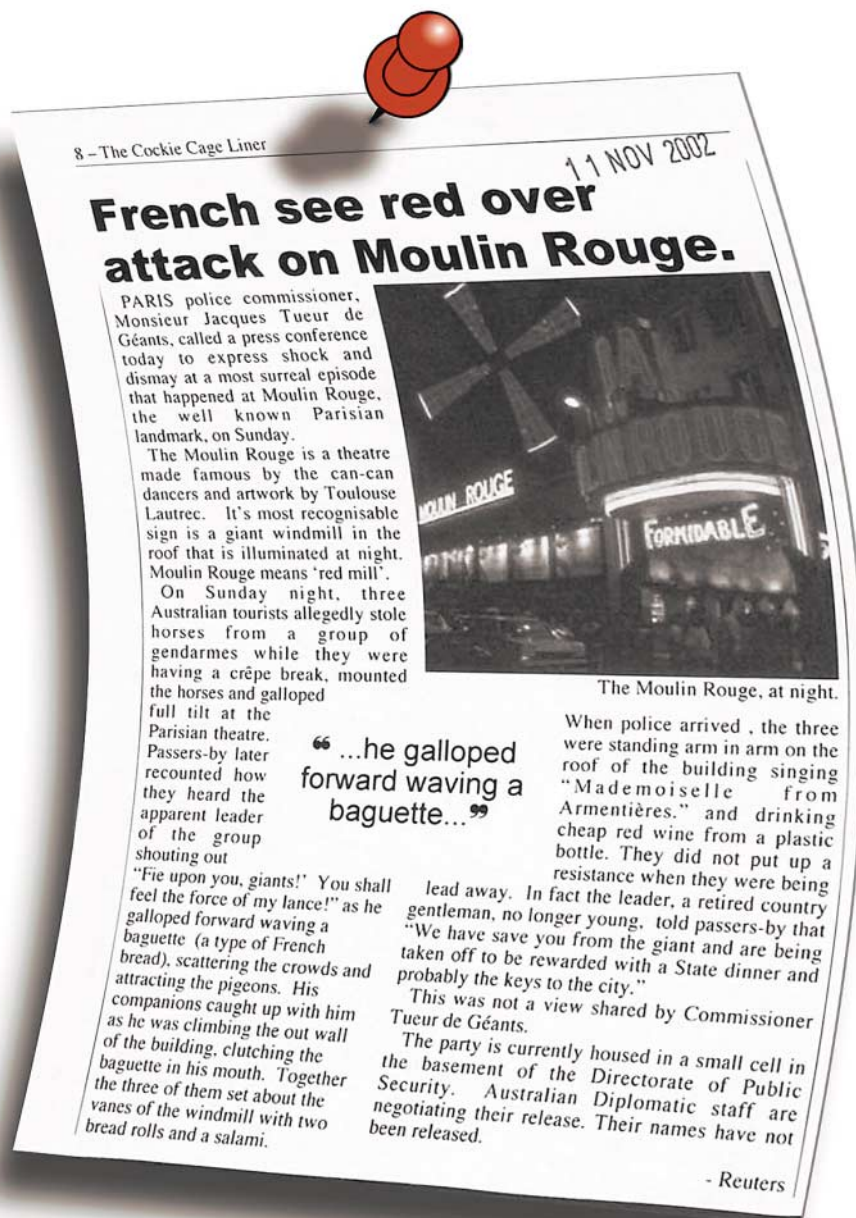 8 – The Cockie Cage Liner
11 NOV 2002
French see red over
attack on Moulin Rouge.
PARIS police commissioner,
Monsieur Jacques Tueur de
Géants, called a press conference
today to express shock and
dismay at a most surreal episode
that happened at Moulin Rouge,
the well known Parisian
landmark, on Sunday.
The Moulin Rouge is a theatre
made famous by the can-can
dancers and artwork by Toulouse
Lautrec. It's most recognisable
sign is a giant windmill in the
roof that is illuminated at night.
Moulin Rouge means ‘red mill’.
On Sunday night, three
Australian tourists allegedly stole
horses from a group of
gendarmes while they were
having a crêpe break, mounted
the horses and galloped
full tilt at the
Parisian theatre.
Passers-by later
recounted how
they heard the
apparent leader
of the group
shouting out
"Fie upon you, giants!' You shall
feel the force of my lance!" as he
galloped forward waving a
baguette (a type of French
bread), scattering the crowds and
attracting the pigeons. His
companions caught up with him
as he was climbing the out wall
of the building, clutching the
baguette in his mouth. Together
the three of them set about the
vanes of the windmill with two
bread rolls and a salami.
MOULIN ROUGE
FORMIDABLE
The Moulin Rouge, at night.
“ ...he galloped
forward waving a
baguette...”
When police arrived , the three
were standing arm in arm on the
roof of the building singing
"Mademoiselle from
Armentières." and drinking
cheap red wine from a plastic
bottle. They did not put up a
resistance when they were being
lead away. In fact the leader, a retired country
gentleman, no longer young, told passers-by that
"We have save you from the giant and are being
taken off to be rewarded with a State dinner and
probably the keys to the city."
This was not a view shared by Commissioner
Tueur de Géants.
The party is currently housed in a small cell in
the basement of the Directorate of Public
Security. Australian Diplomatic staff are
negotiating their release. Their names have not
been released.
- Reuters